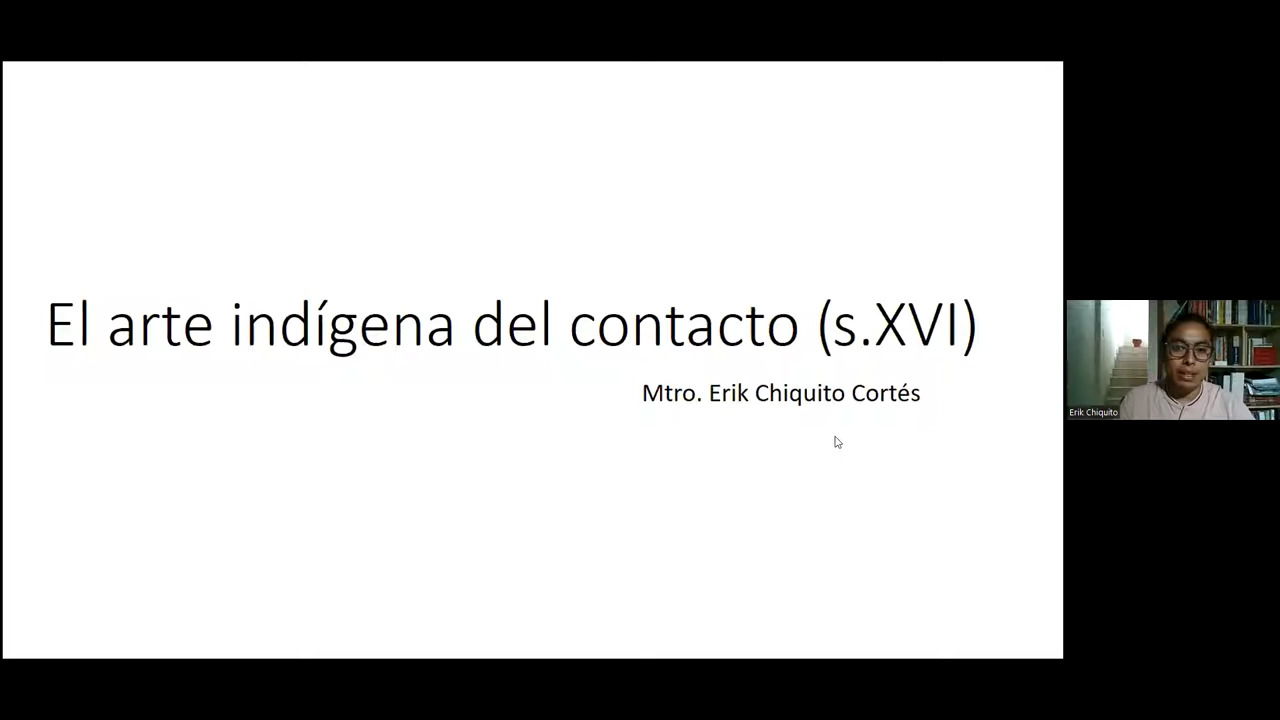 El arte indígena del contacto (s.XVI)
Mtro. Erik Chiquito Cortés
Erik Chiquito